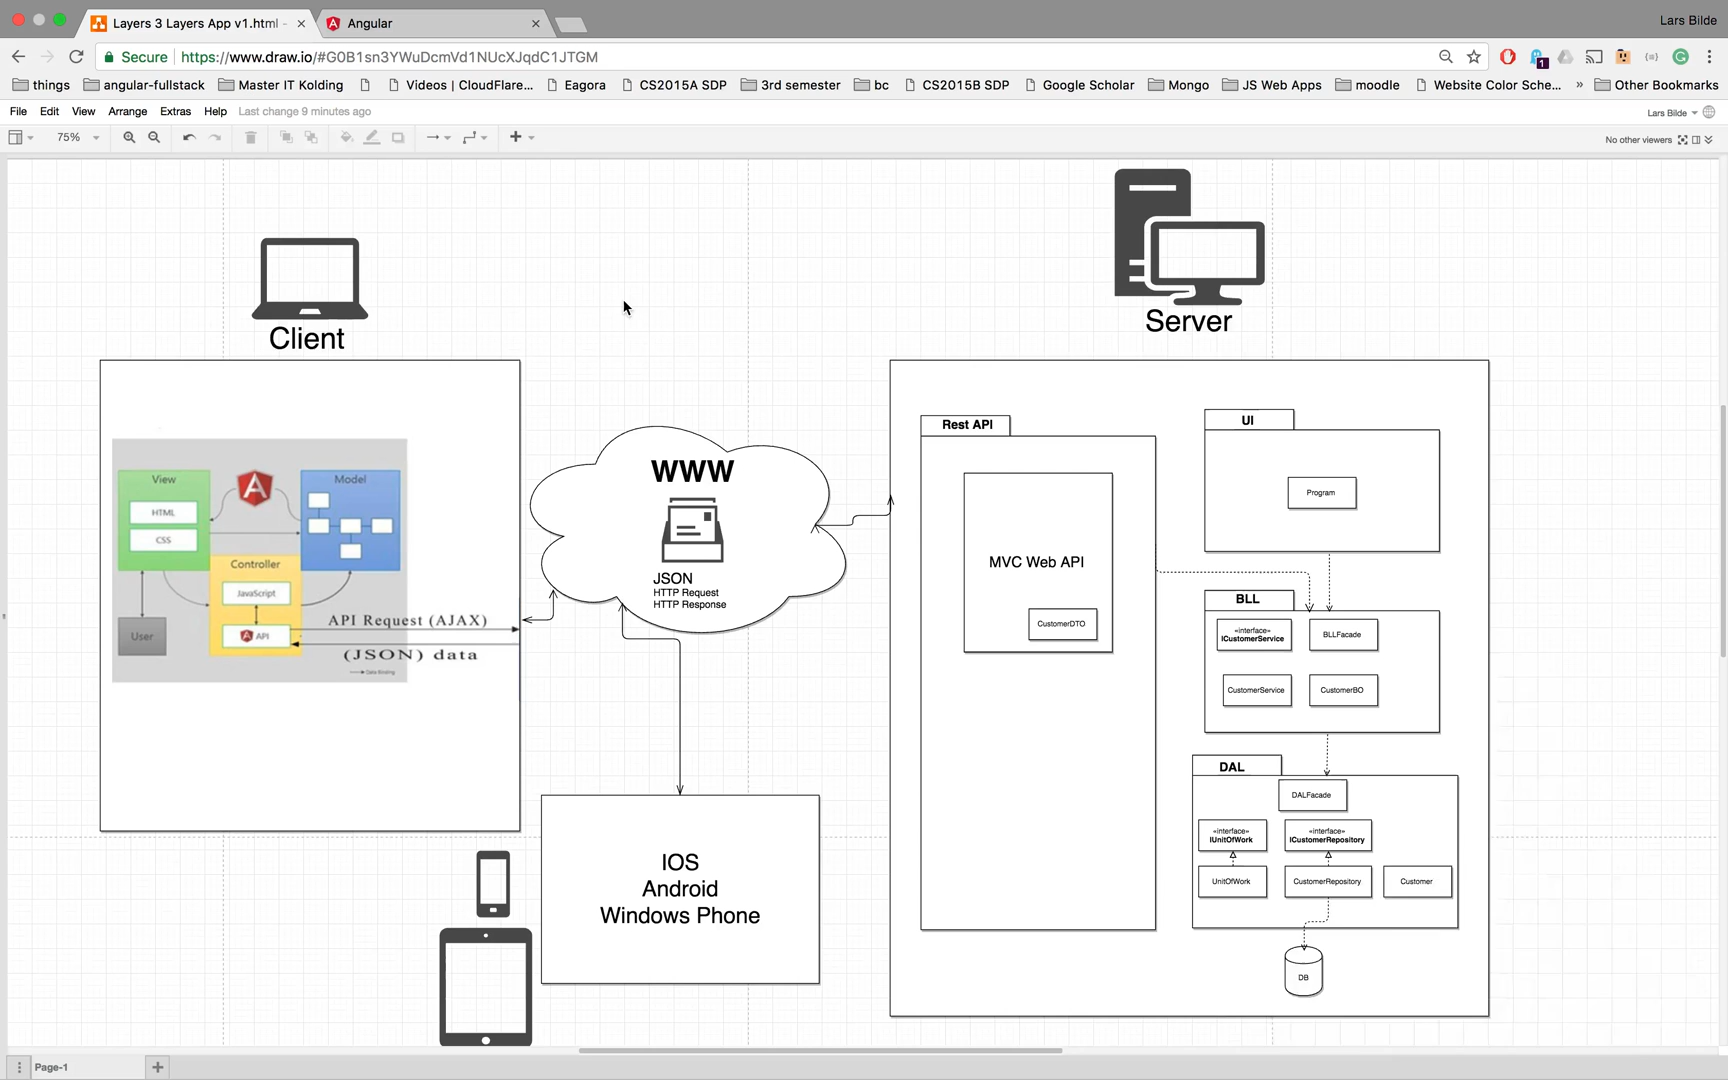 Layers 3 Layers App v1.html -
Angular
Lars Bilde
Secure
https://www.draw.io/#G0B1sn3YWuDcmVd1NUcXJqdC1JTGM
1
things
angular-fullstack
Master IT Kolding
Videos | CloudFlare...
Eagora
CS2015A SDP
3rd semester
bc
CS2015B SDP
Google Scholar
Mongo
JS Web Apps
moodle
Website Color Sche...
»
Other Bookmarks
File
Edit
View
Arrange
Extras
Help
Last change 9 minutes ago
Lars Bilde
75%
No other viewers
Client
Server
View
HTML
CSS
Model
Controller
JavaScript
API
User
API Request (AJAX)
(JSON) data
Data Binding
WWW
JSON
HTTP Request
HTTP Response
IOS
Android
Windows Phone
Rest API
MVC Web API
CustomerDTO
UI
Program
BLL
«interface»
ICustomerService
BLLFacade
CustomerService
CustomerBO
DAL
DALFacade
«interface»
IUnitOfWork
«interface»
ICustomerRepository
UnitOfWork
CustomerRepository
Customer
DB
Page-1